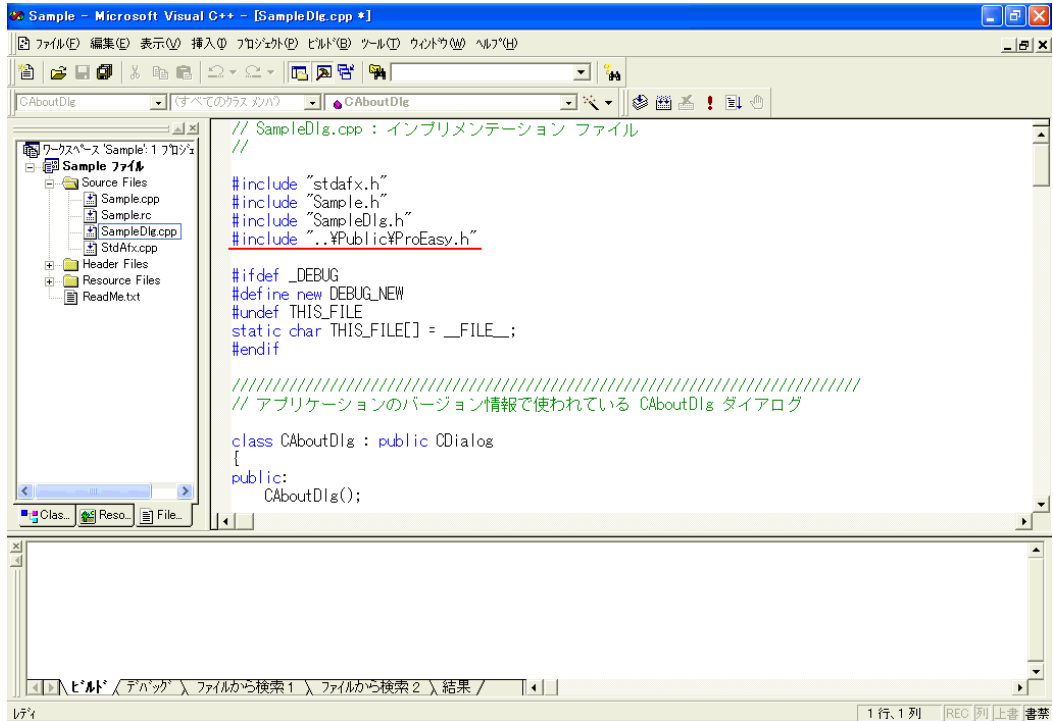 Sample - Microsoft Visual C++ - [SampleDlg.cpp *]
ファイル(F) 編集(E) 表示(V) 挿入(I) プロジェクト(P) ビルド(B) ツール(T) ウィンドウ(W) ヘルプ(H)
CAboutDlg (すべてのクラス メンバ) CAboutDlg
ワークスペース 'Sample': 1 プロジェ
Sample ファイル
Source Files
Sample.cpp
Sample.rc
SampleDlg.cpp
StdAfx.cpp
Header Files
Resource Files
ReadMe.txt
Clas... Reso... File...
// SampleDlg.cpp : インプリメンテーション ファイル
//
#include "stdafx.h"
#include "Sample.h"
#include "SampleDlg.h"
#include "..¥Public¥ProEasy.h"
#ifdef _DEBUG
#define new DEBUG_NEW
#undef THIS_FILE
static char THIS_FILE[] = __FILE__;
#endif
/////////////////////////////////////////////////////////////////////////////
// アプリケーションのバージョン情報で使われている CAboutDlg ダイアログ
class CAboutDlg : public CDialog
{
public:
CAboutDlg();
ビルド デバッグ ファイルから検索 1 ファイルから検索 2 結果
レディ 1 行、1 列 REC 列 上書 書禁